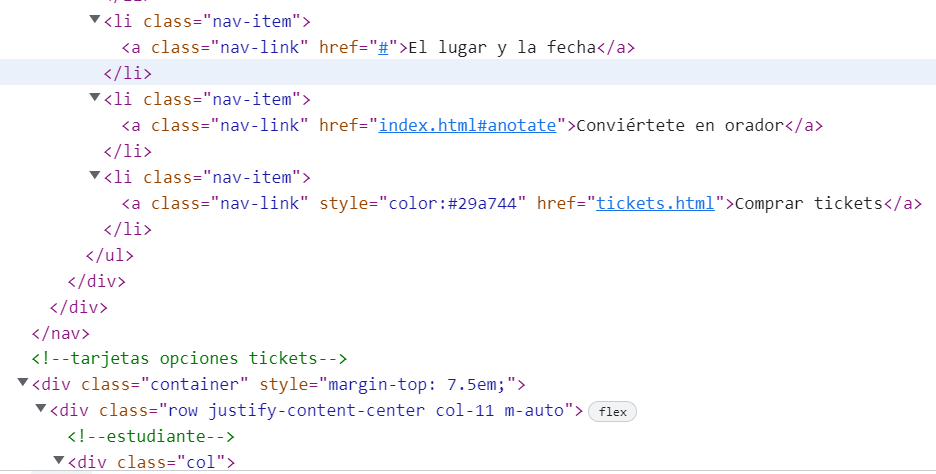 </li>
<li class="nav-item">
<a class="nav-link" href="#">El lugar y la fecha</a>
</li>
<li class="nav-item">
<a class="nav-link" href="index.html#anotate">Conviértete en orador</a>
</li>
<li class="nav-item">
<a class="nav-link" style="color:#29a744" href="tickets.html">Comprar tickets</a>
</li>
</ul>
</div>
</div>
</nav>
<!--tarjetas opciones tickets-->
<div class="container" style="margin-top: 7.5em;">
<div class="row justify-content-center col-11 m-auto"> flex
<!--estudiante-->
<div class="col">